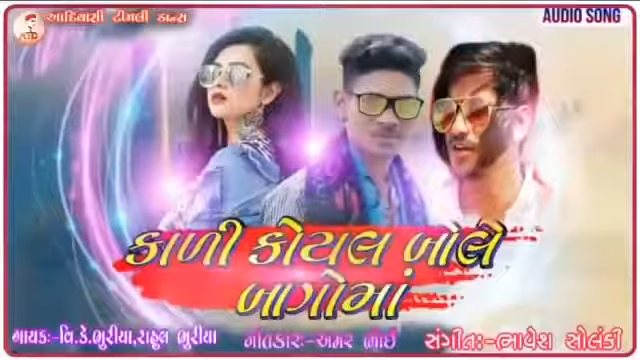 આદિવાસી ટીમલી ડાન્સ
AUDIO SONG
કાળી કોયલ બોલે
બાગોમાં
ગાયકઃ-વિ.ડે.ભુરીયા,રાહુલ ભુરીયા
ગીતકારઃ-અમર ભાઈ
સંગીતઃ-ભાવેશ સોલંકી